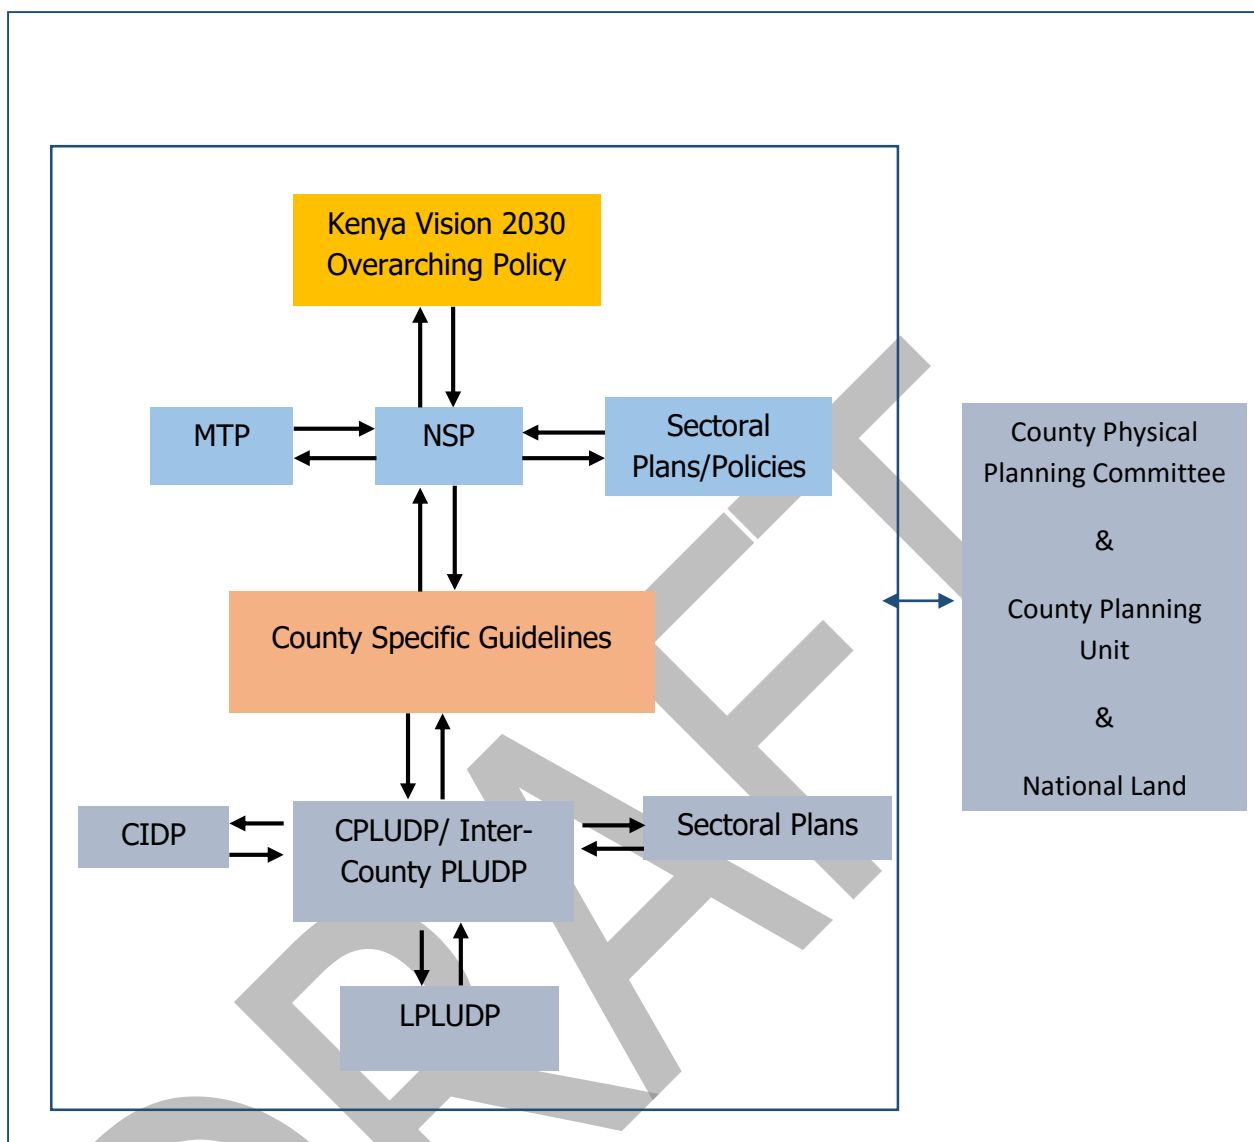 Kenya Vision 2030
Overarching Policy
MTP
NSP
Sectoral
Plans/Policies
County Specific Guidelines
CIDP
CPLUDP/ Inter-
County PLUDP
Sectoral Plans
LPLUDP
County Physical
Planning Committee
&
County Planning
Unit
&
National Land
DRAFT